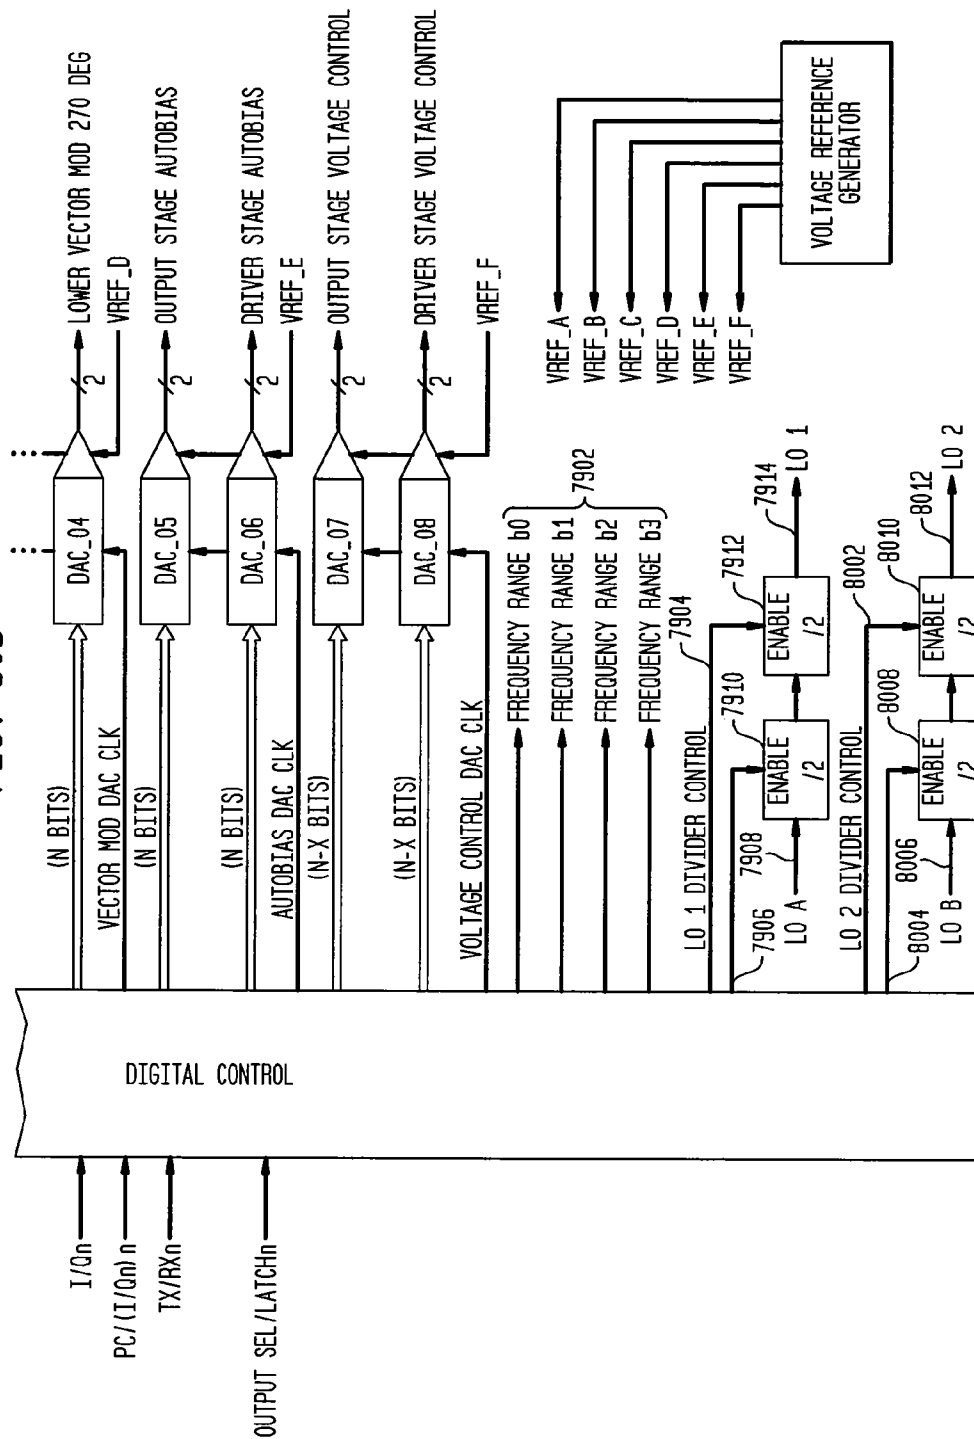 I/Qn
PC/(I/Qn)n
TX/RXn
OUTPUT SEL/LATCHn
DIGITAL CONTROL
(N BITS)
DAC_04
2
LOWER VECTOR MOD 270 DEG
VREF_D
VECTOR MOD DAC CLK
(N BITS)
DAC_05
2
OUTPUT STAGE AUTOBIAS
(N BITS)
DAC_06
2
DRIVER STAGE AUTOBIAS
VREF_E
AUTOBIAS DAC CLK
(N-X BITS)
DAC_07
2
OUTPUT STAGE VOLTAGE CONTROL
(N-X BITS)
DAC_08
2
DRIVER STAGE VOLTAGE CONTROL
VREF_F
VOLTAGE CONTROL DAC CLK
FREQUENCY RANGE b0
FREQUENCY RANGE b1
FREQUENCY RANGE b2
FREQUENCY RANGE b3
7902
VREF_A
VREF_B
VREF_C
VREF_D
VREF_E
VREF_F
VOLTAGE REFERENCE
GENERATOR
LO 1 DIVIDER CONTROL
7904
7906
LO A
7908
ENABLE
/2
7910
ENABLE
/2
7912
7914
LO 1
LO 2 DIVIDER CONTROL
8002
8004
LO B
8006
ENABLE
/2
8008
ENABLE
/2
8010
8012
LO 2